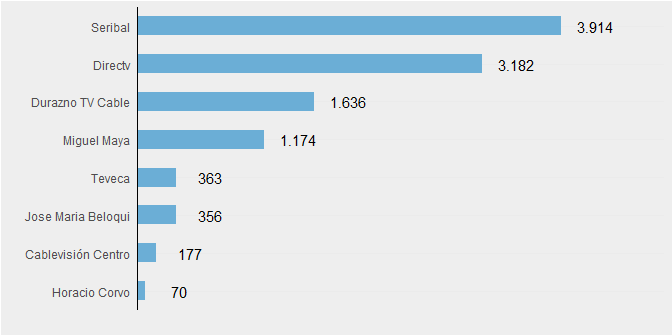 Seribal 3.914
Directv 3.182
Durazno TV Cable 1.636
Miguel Maya 1.174
Teveca 363
Jose Maria Beloqui 356
Cablevisión Centro 177
Horacio Corvo 70